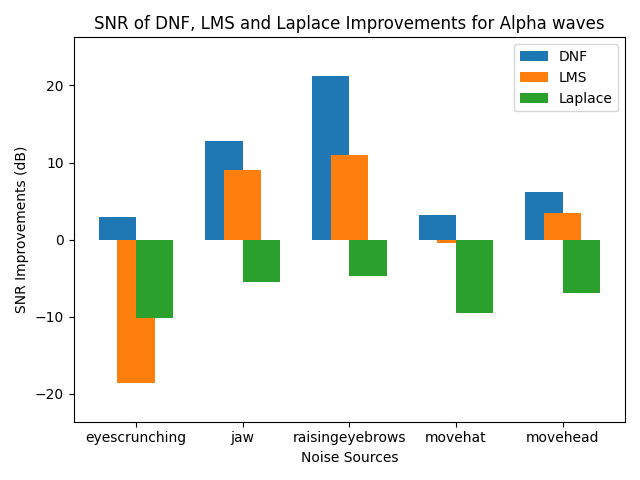 SNR of DNF, LMS and Laplace Improvements for Alpha waves
DNF
LMS
Laplace
SNR Improvements (dB)
20
10
0
−10
−20
eyescrunching
jaw
raisingeyebrows
movehat
movehead
Noise Sources